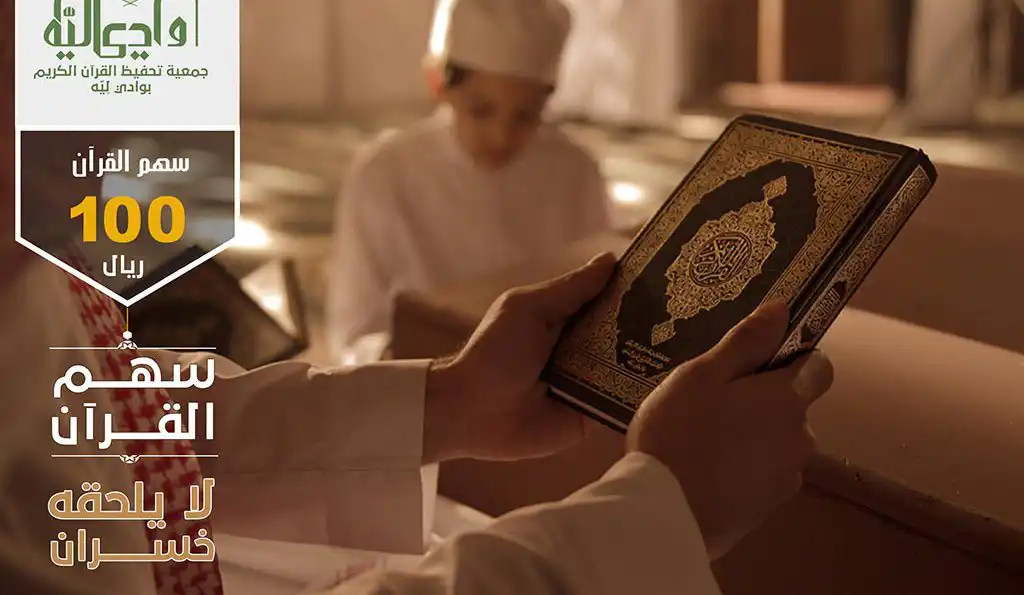 وادي ليّه
جمعية تحفيظ القرآن الكريم
بوادي ليّه
سهم القرآن
100
ريال
سهم
القرآن
لا يلحقه
خسران